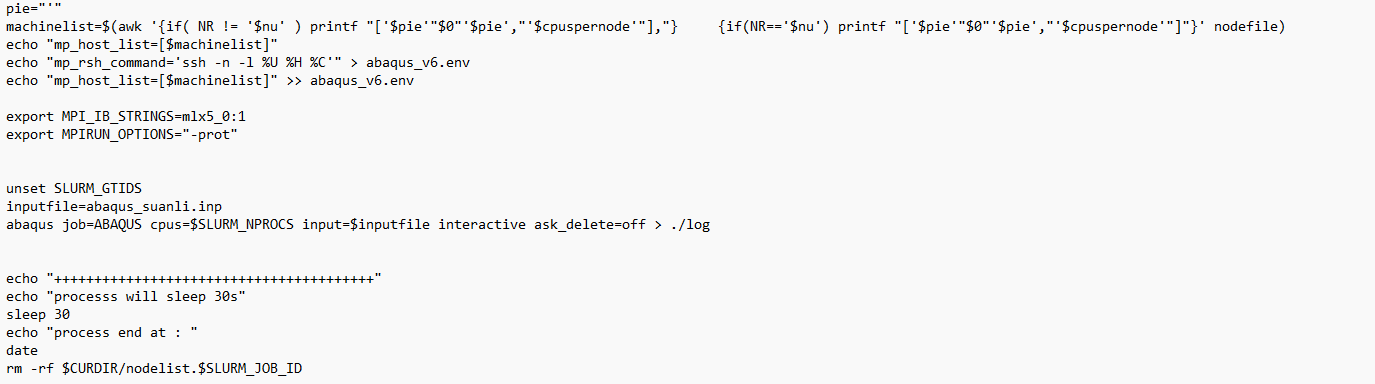 pie="'"
machinelist=$(awk '{if( NR != '$nu' ) printf "['$pie'"$0"'$pie',"'$cpuspernode'"],"}     {if(NR=='$nu') printf "['$pie'"$0"'$pie',"'$cpuspernode'"]"}' nodefile)
echo "mp_host_list=[$machinelist]"
echo "mp_rsh_command='ssh -n -l %U %H %C'" > abaqus_v6.env
echo "mp_host_list=[$machinelist]" >> abaqus_v6.env
export MPI_IB_STRINGS=mlx5_0:1
export MPIRUN_OPTIONS="-prot"
unset SLURM_GTIDS
inputfile=abaqus_suanli.inp
abaqus job=ABAQUS cpus=$SLURM_NPROCS input=$inputfile interactive ask_delete=off > ./log
echo "++++++++++++++++++++++++++++++++++++++++"
echo "processs will sleep 30s"
sleep 30
echo "process end at : "
date
rm -rf $CURDIR/nodelist.$SLURM_JOB_ID